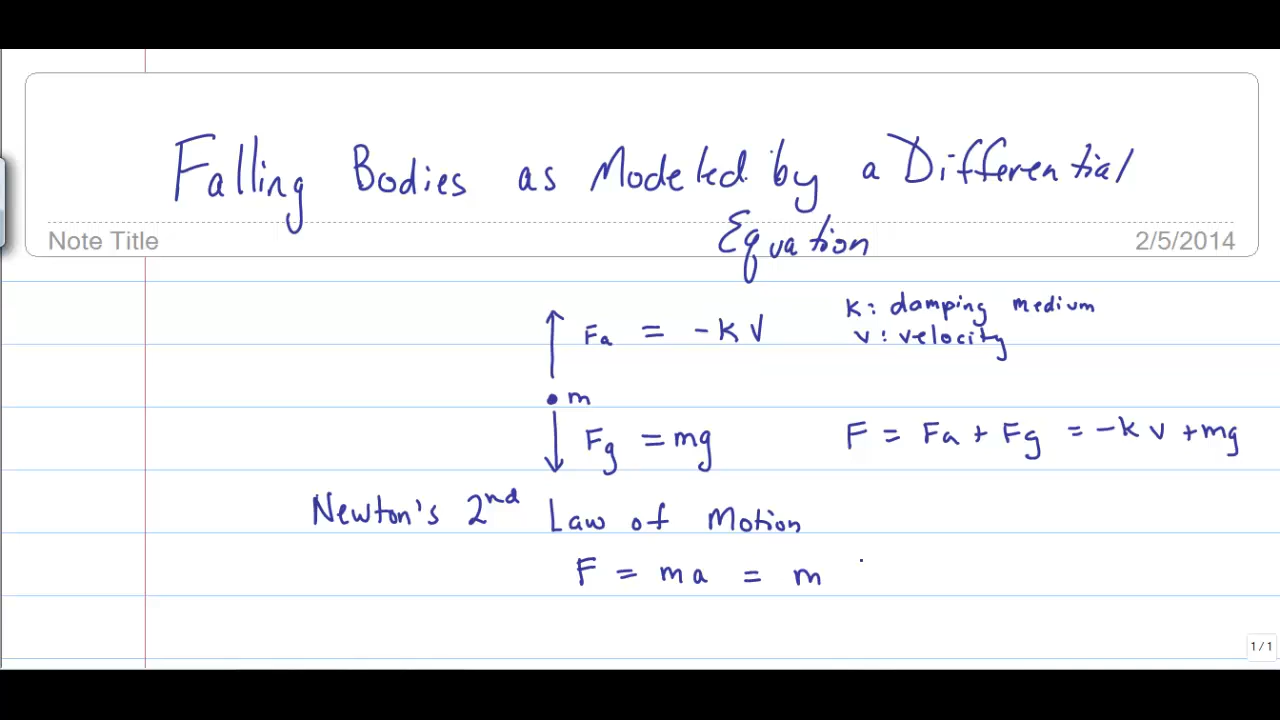 Falling Bodies as Modeled by a Differential
Equation
Note Title
2/5/2014
Fa = -kv
k: damping medium
v: velocity
m
Fg = mg
F = Fa + Fg = -kv + mg
Newton's 2nd Law of Motion
F = ma = m
1/1